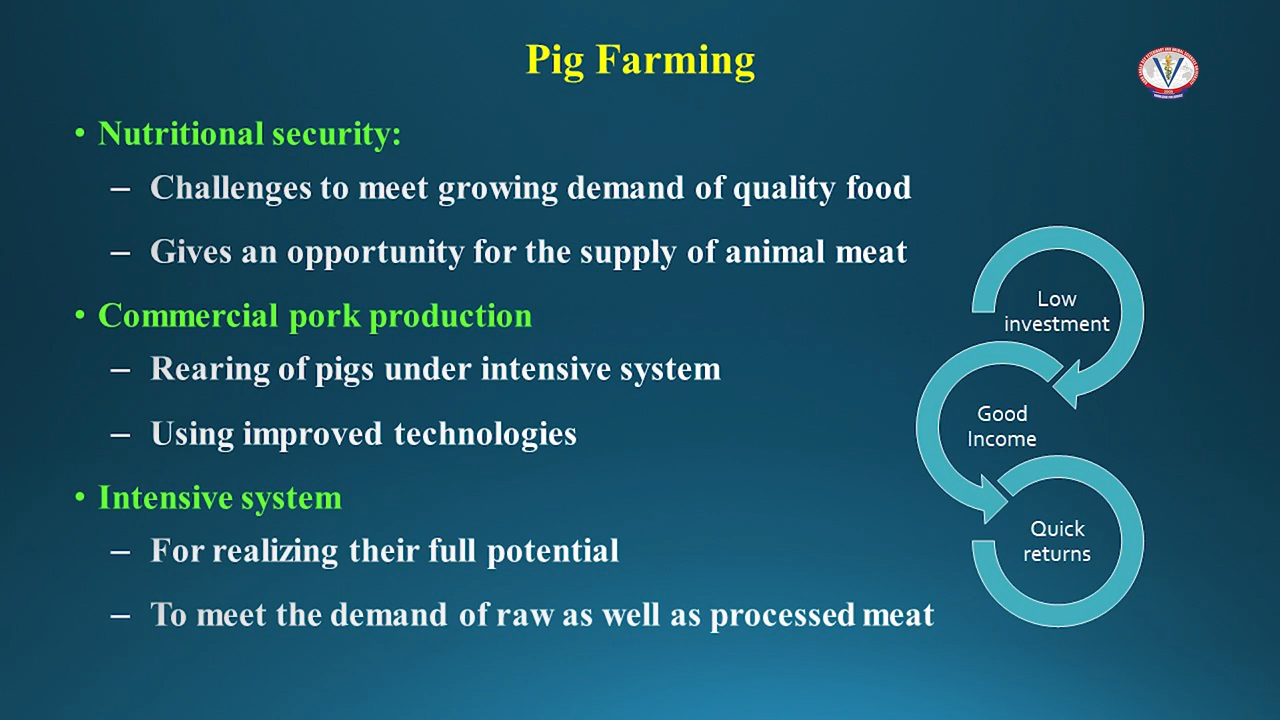 Pig Farming
• Nutritional security:
– Challenges to meet growing demand of quality food
– Gives an opportunity for the supply of animal meat
• Commercial pork production
– Rearing of pigs under intensive system
– Using improved technologies
• Intensive system
– For realizing their full potential
– To meet the demand of raw as well as processed meat
Low
investment
Good
Income
Quick
returns